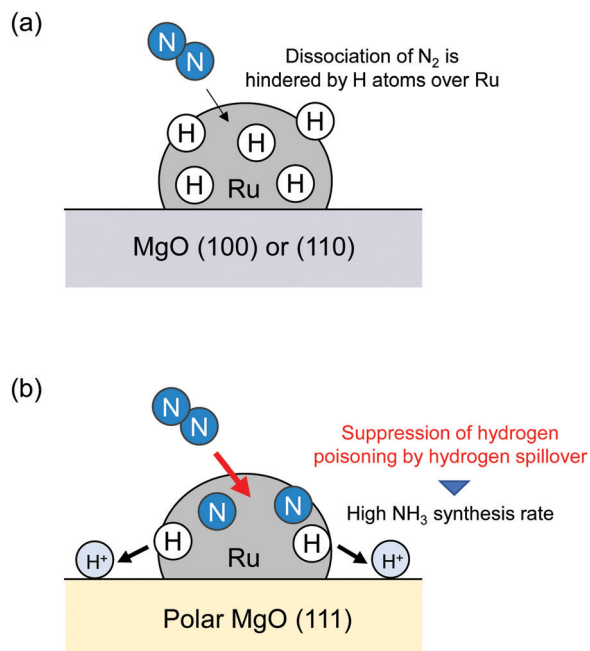 (a)
N
N
Dissociation of N₂ is
hindered by H atoms over Ru
H
H
H
H
H
Ru
MgO (100) or (110)
(b)
N
N
Suppression of hydrogen
poisoning by hydrogen spillover
High NH₃ synthesis rate
N
N
H
H
Ru
H⁺
H⁺
Polar MgO (111)